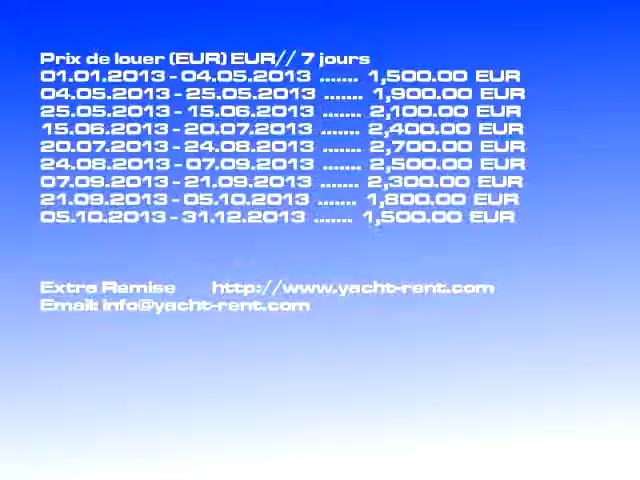 Prix de louer (EUR) EUR// 7 jours
01.01.2013 - 04.05.2013 ....... 1,500.00 EUR
04.05.2013 - 25.05.2013 ....... 1,900.00 EUR
25.05.2013 - 15.06.2013 ....... 2,100.00 EUR
15.06.2013 - 20.07.2013 ....... 2,400.00 EUR
20.07.2013 - 24.08.2013 ....... 2,700.00 EUR
24.08.2013 - 07.09.2013 ....... 2,500.00 EUR
07.09.2013 - 21.09.2013 ....... 2,300.00 EUR
21.09.2013 - 05.10.2013 ....... 1,800.00 EUR
05.10.2013 - 31.12.2013 ....... 1,500.00 EUR
Extra Remise http://www.yacht-rent.com
Email: info@yacht-rent.com